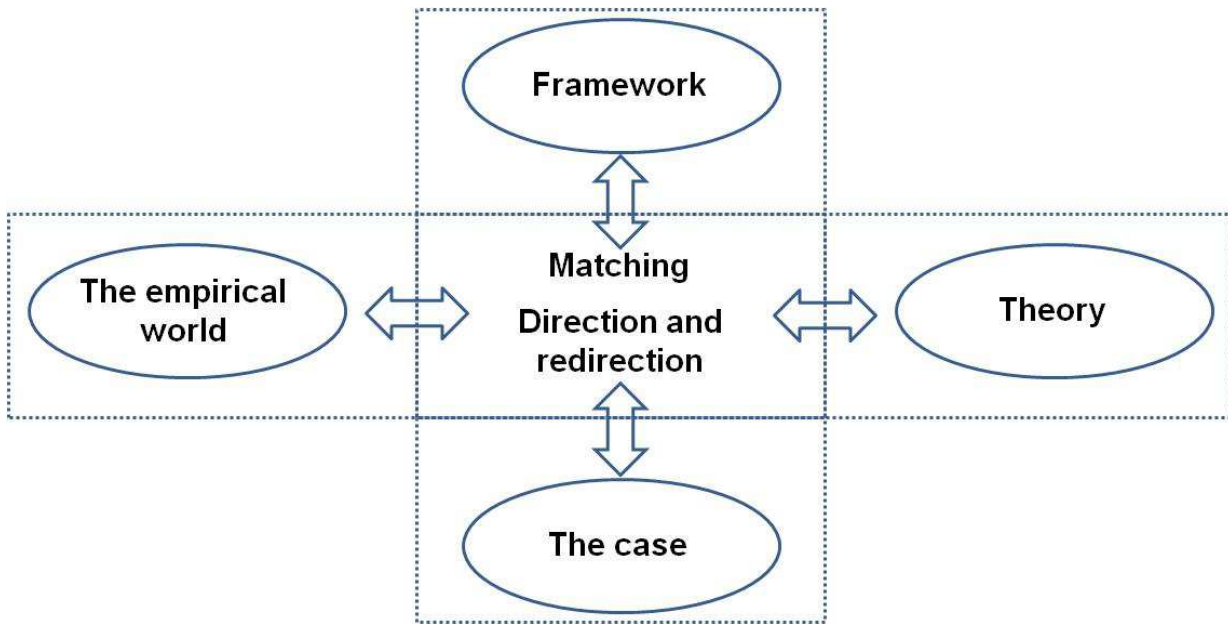 Framework
Matching
The empirical
world
Direction and
redirection
Theory
The case